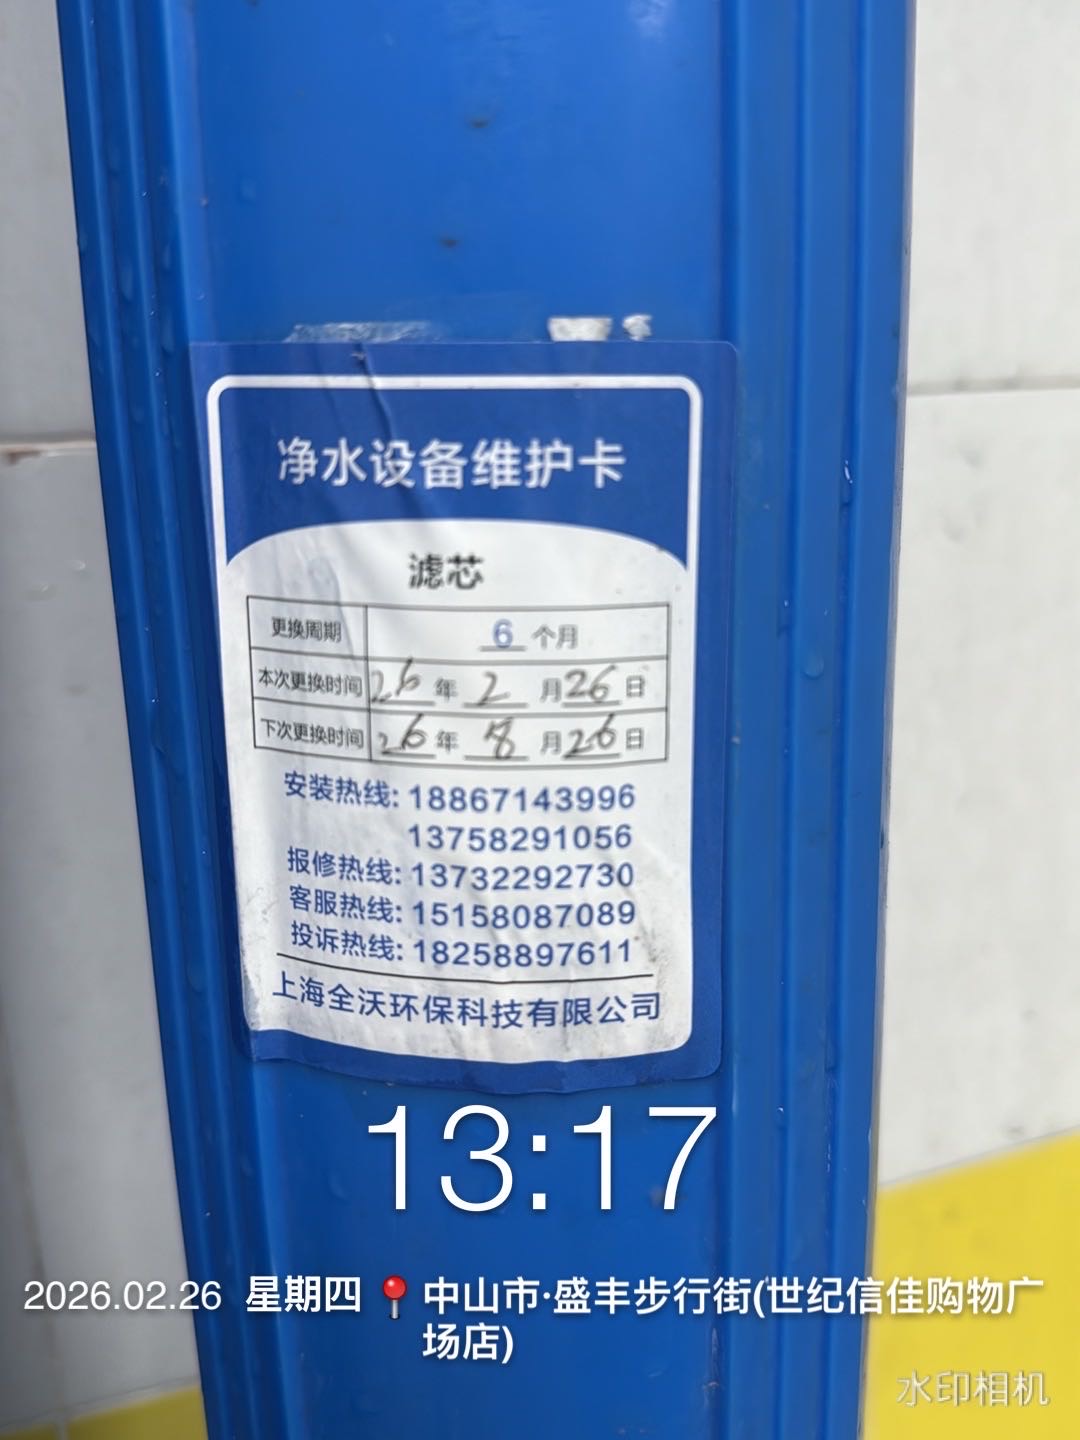 净水设备维护卡
滤芯
更换周期 6 个月
本次更换时间 26 年 2 月 26 日
下次更换时间 26 年 8 月 26 日
安装热线: 18867143996
13758291056
报修热线: 13732292730
客服热线: 15158087089
投诉热线: 18258897611
上海全沃环保科技有限公司
13:17
2026.02.26 星期四 中山市·盛丰步行街(世纪信佳购物广
场店)
水印相机